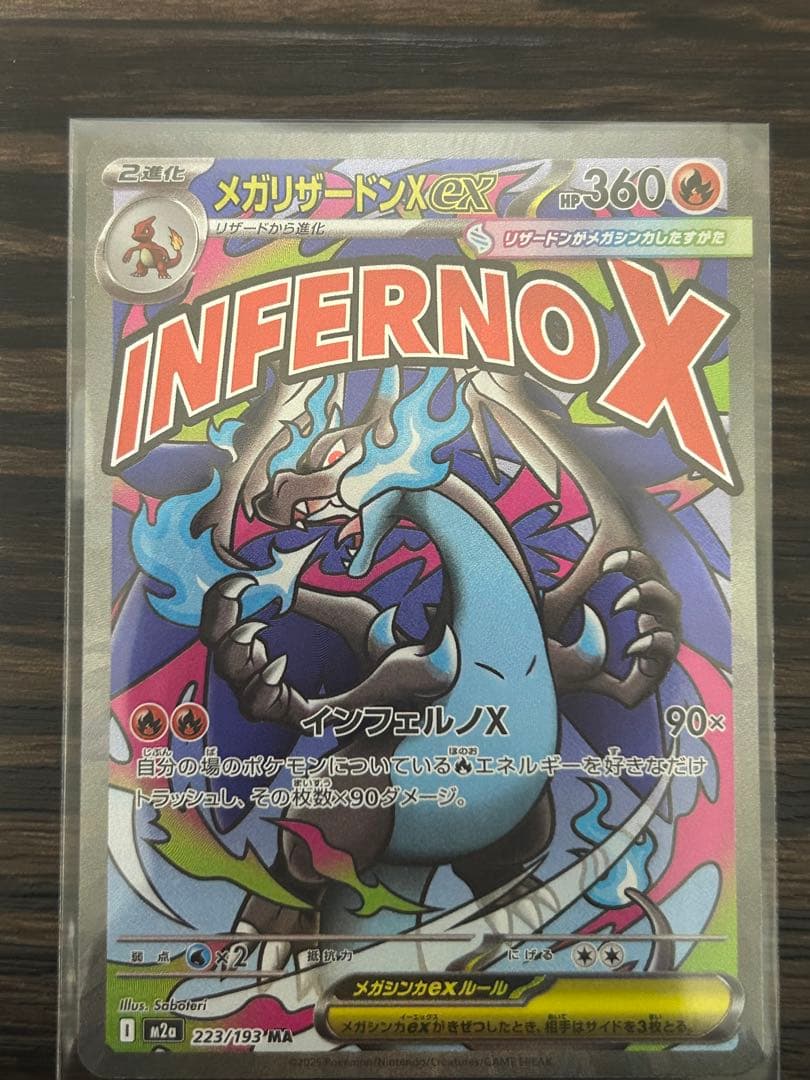 2進化 メガリザードンXex HP360
リザードから進化
リザードンがメガシンカしたすがた
INFERNO X
インフェルノX 90×
自分の場のポケモンについているエネルギーを好きなだけ
トラッシュし、その枚数×90ダメージ。
弱点 ×2 抵抗力 にげる
メガシンカexルール
メガシンカexがきぜつしたとき、相手はサイドを3枚とる。
Illus. Saboteri
I m2a 223/193 MA
©2025 Pokémon/Nintendo/Creatures/GAME FREAK